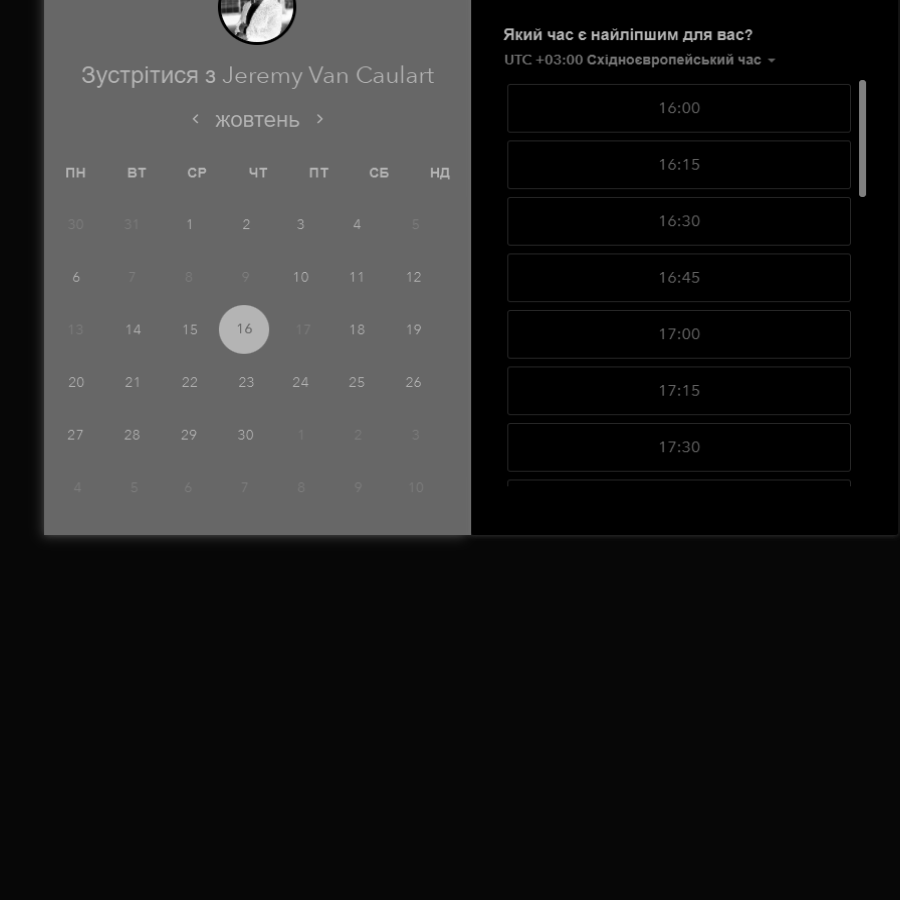 Зустрітися з Jeremy Van Caulart
‹ жовтень ›
ПН ВТ СР ЧТ ПТ СБ НД
30 31 1 2 3 4 5
6 7 8 9 10 11 12
13 14 15 16 17 18 19
20 21 22 23 24 25 26
27 28 29 30 1 2 3
4 5 6 7 8 9 10
Який час є найліпшим для вас?
UTC +03:00 Східноєвропейський час
16:00
16:15
16:30
16:45
17:00
17:15
17:30